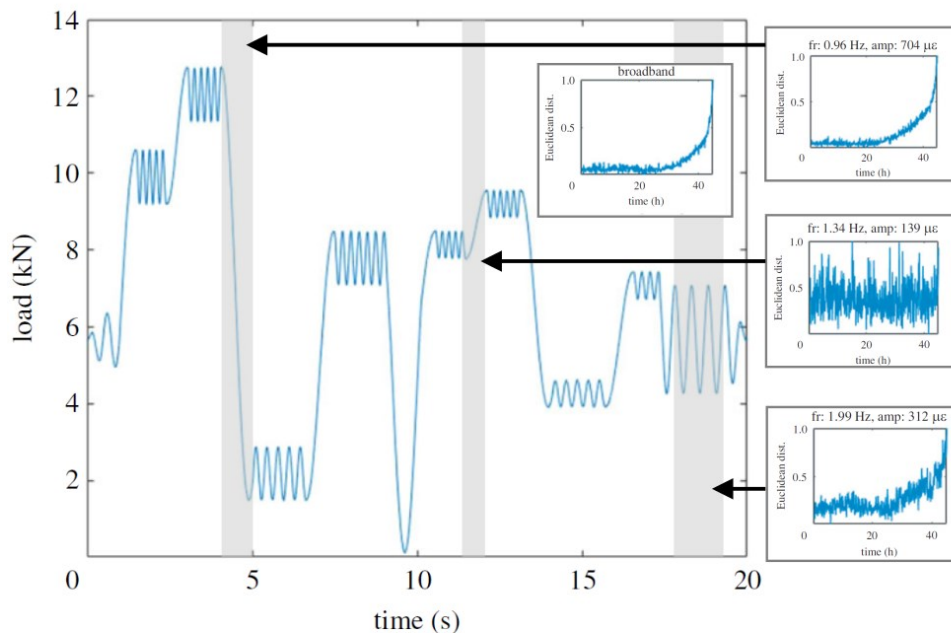 load (kN)
14
12
10
8
6
4
2
0
0
5
10
15
20
time (s)
broadband
Euclidean dist.
1.0
0.5
0
20
40
time (h)
fr: 0.96 Hz, amp: 704 µε
Euclidean dist.
1.0
0.5
0
20
40
time (h)
fr: 1.34 Hz, amp: 139 µε
Euclidean dist.
1.0
0.5
0
20
40
time (h)
fr: 1.99 Hz, amp: 312 µε
Euclidean dist.
1.0
0.5
0
20
40
time (h)